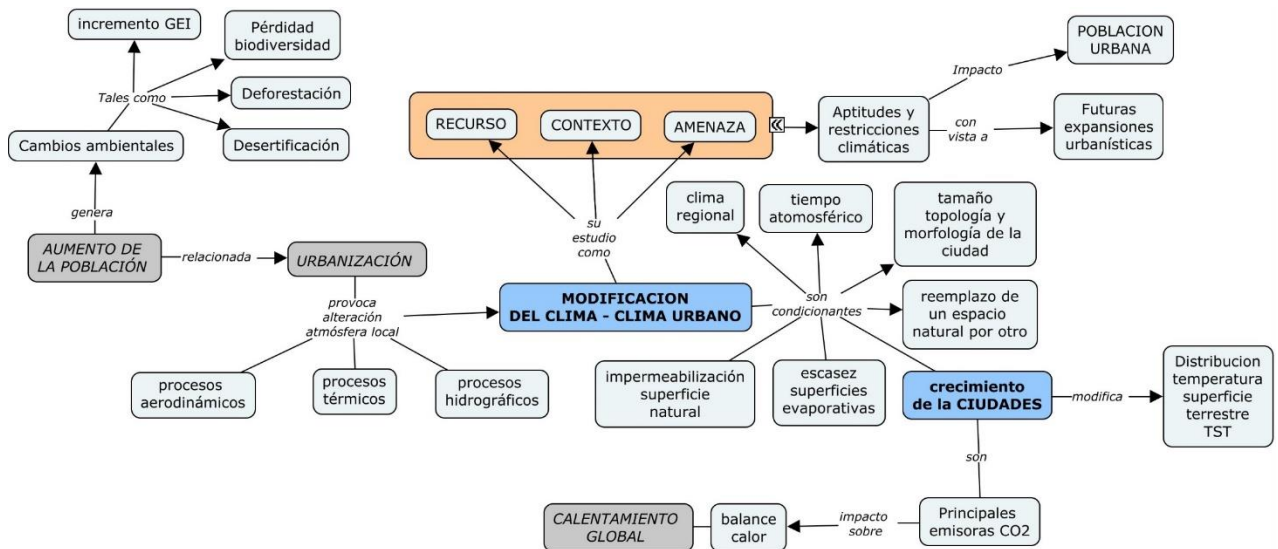 incremento GEI
Pérdidad
biodiversidad
Tales como
Deforestación
Desertificación
Cambios ambientales
genera
AUMENTO DE
LA POBLACIÓN
relacionada
URBANIZACIÓN
provoca
alteración
atmósfera local
procesos
aerodinámicos
procesos
térmicos
procesos
hidrográficos
RECURSO
CONTEXTO
AMENAZA
su
estudio
como
MODIFICACION
DEL CLIMA - CLIMA URBANO
Aptitudes y
restricciones
climáticas
Impacto
POBLACION
URBANA
con
vista a
Futuras
expansiones
urbanísticas
clima
regional
tiempo
atomosférico
tamaño
topología y
morfología de la
ciudad
son
condicionantes
reemplazo de
un espacio
natural por otro
impermeabilización
superficie
natural
escasez
superficies
evaporativas
crecimiento
de la CIUDADES
modifica
Distribucion
temperatura
superficie
terrestre
TST
son
Principales
emisoras CO2
impacto
sobre
balance
calor
CALENTAMIENTO
GLOBAL